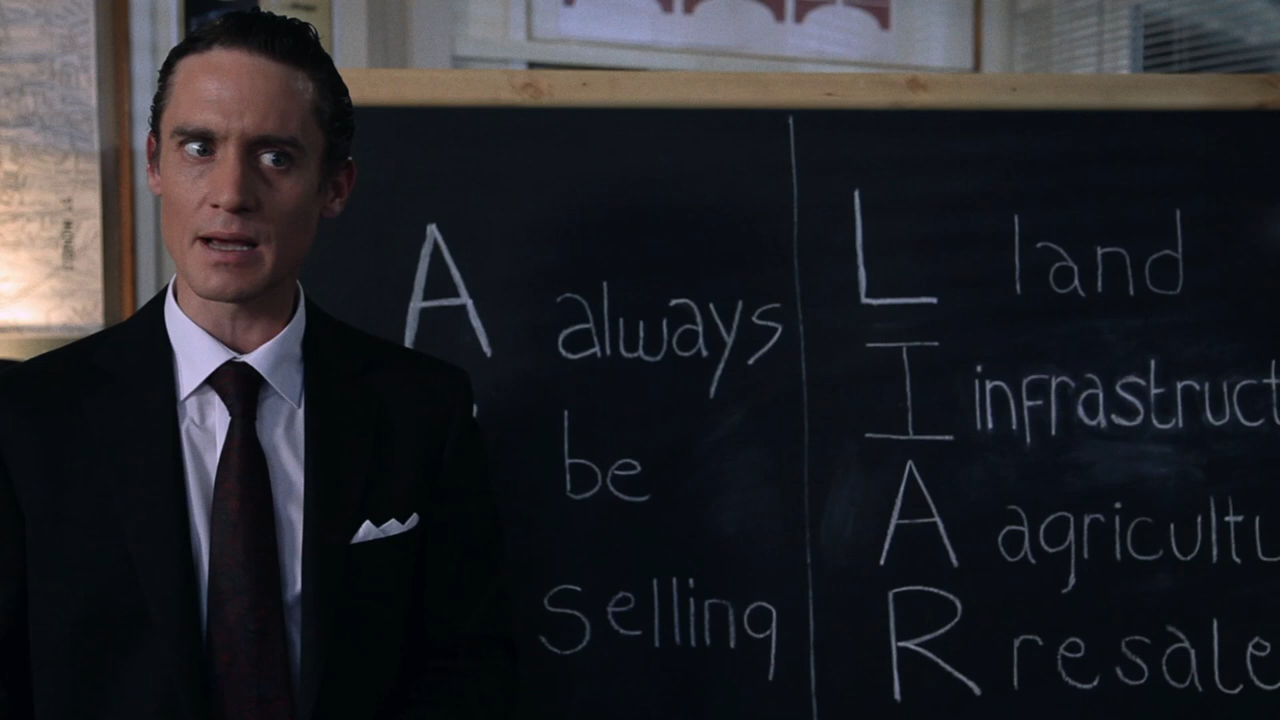 A always
be
selling
L land
I infrastruct
A agricultu
R resale